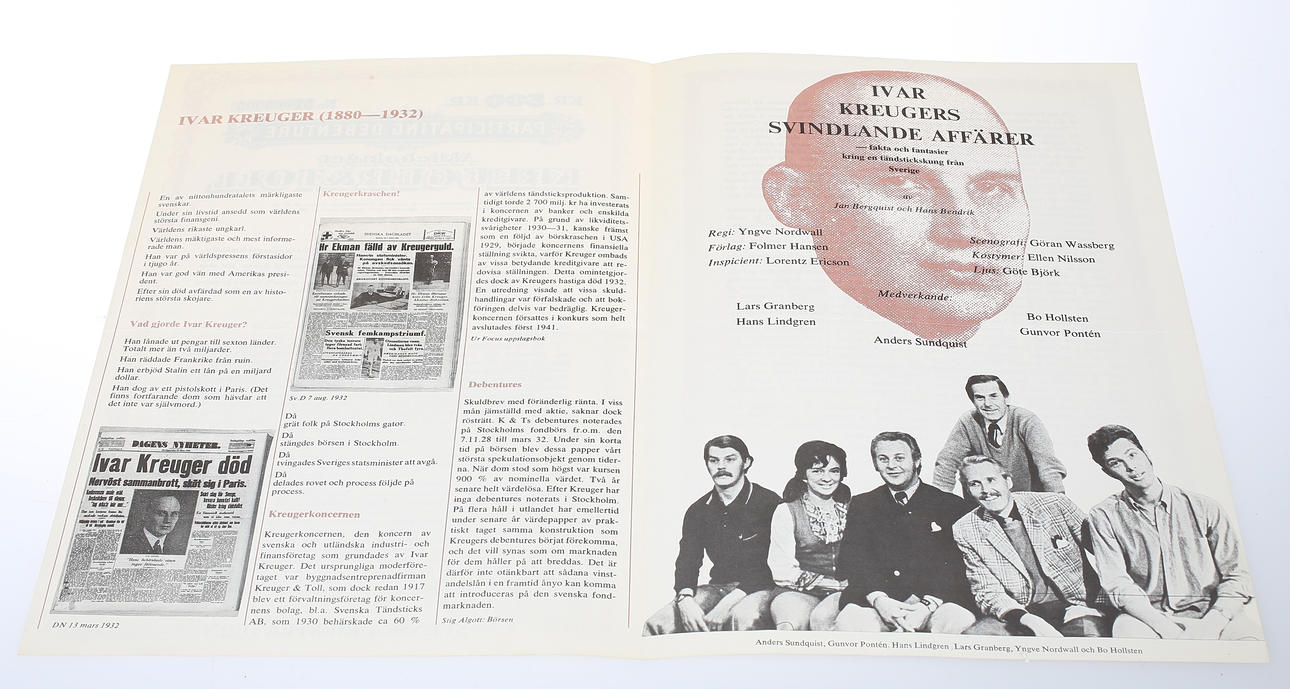 IVAR KREUGER (1880—1932)
En av nittonhundratalets märkligaste
svenskar.
Under sin livstid ansedd som världens
största finansgeni.
Världens rikaste ungkarl.
Världens mäktigaste och mest informe-
rade man.
Han var på världspressens förstasidor
i tjugo år.
Han var god vän med Amerikas presi-
dent.
Efter sin död avfärdad som en av histo-
riens största skojare.
Vad gjorde Ivar Kreuger?
Han lånade ut pengar till sexton länder.
Totalt mer än två miljarder.
Han räddade Frankrike från ruin.
Han erbjöd Stalin ett lån på en miljard
dollar.
Han dog av ett pistolskott i Paris. (Det
finns fortfarande dom som hävdar att
det inte var självmord.)
DAGENS NYHETER.
Ivar Kreuger död
Nervöst sammanbrott, sköt sig i Paris.
DN 13 mars 1932
Kreugerkraschen!
SVENSKA DAGBLADET
Hr Ekman fälld av Kreugerguld.
Svensk femkampstriumf.
Sv.D 7 aug. 1932
Då
grät folk på Stockholms gator.
Då
stängdes börsen i Stockholm.
Då
tvingades Sveriges statsminister att avgå.
Då
delades rovet och process följde på
process.
Kreugerkoncernen
Kreugerkoncernen, den koncern av
svenska och utländska industri- och
finansföretag som grundades av Ivar
Kreuger. Det ursprungliga moderföre-
taget var byggnadsentreprenadfirman
Kreuger & Toll, som dock redan 1917
blev ett förvaltningsföretag för koncer-
nens bolag, bl.a. Svenska Tändsticks
AB, som 1930 behärskade ca 60 %
av världens tändsticksproduktion. Sam-
tidigt torde 2 700 milj. kr ha investerats
i koncernen av banker och enskilda
kreditgivare. På grund av likviditets-
svårigheter 1930—31, kanske främst
som en följd av börskraschen i USA
1929, började koncernens finansiella
ställning svikta, varför Kreuger ombads
av vissa betydande kreditgivare att re-
dovisa ställningen. Detta omintetgjor-
des dock av Kreugers hastiga död 1932.
En utredning visade att vissa skuld-
handlingar var förfalskade och att bok-
föringen delvis var bedräglig. Kreuger-
koncernen försattes i konkurs som helt
avslutades först 1941.
Ur Focus uppslagsbok
Debentures
Skuldbrev med föränderlig ränta. I viss
mån jämställd med aktie, saknar dock
rösträtt. K & Ts debentures noterades
på Stockholms fondbörs fr.o.m. den
7.11.28 till mars 32. Under sin korta
tid på börsen blev dessa papper vårt
största spekulationsobjekt genom tider-
na. När dom stod som högst var kursen
900 % av nominella värdet. Två år
senare helt värdelösa. Efter Kreuger har
inga debentures noterats i Stockholm.
På flera håll i utlandet har emellertid
under senare år värdepapper av prak-
tiskt taget samma konstruktion som
Kreugers debentures börjat förekomma,
och det vill synas som om marknaden
för dem håller på att breddas. Det är
därför inte otänkbart att sådana vinst-
andelslån i en framtid ånyo kan komma
att introduceras på den svenska fond-
marknaden.
Stig Algott: Börsen
IVAR
KREUGERS
SVINDLANDE AFFÄRER
— fakta och fantasier
kring en tändstickskung från
Sverige
av
Jan Bergquist och Hans Bendrik
Regi: Yngve Nordwall
Förlag: Folmer Hansen
Inspicient: Lorentz Ericson
Scenografi: Göran Wassberg
Kostymer: Ellen Nilsson
Ljus: Göte Björk
Medverkande:
Lars Granberg
Hans Lindgren
Bo Hollsten
Gunvor Pontén
Anders Sundquist
Anders Sundquist, Gunvor Pontén. Hans Lindgren, Lars Granberg, Yngve Nordwall och Bo Hollsten